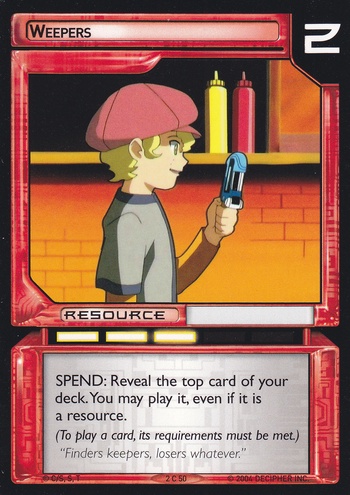 WEEPERS
2
RESOURCE
SPEND: Reveal the top card of your
deck. You may play it, even if it is
a resource.
(To play a card, its requirements must be met.)
"Finders keepers, losers whatever."
© C/S, S, T
2 C 50
© 2004 DECIPHER INC.